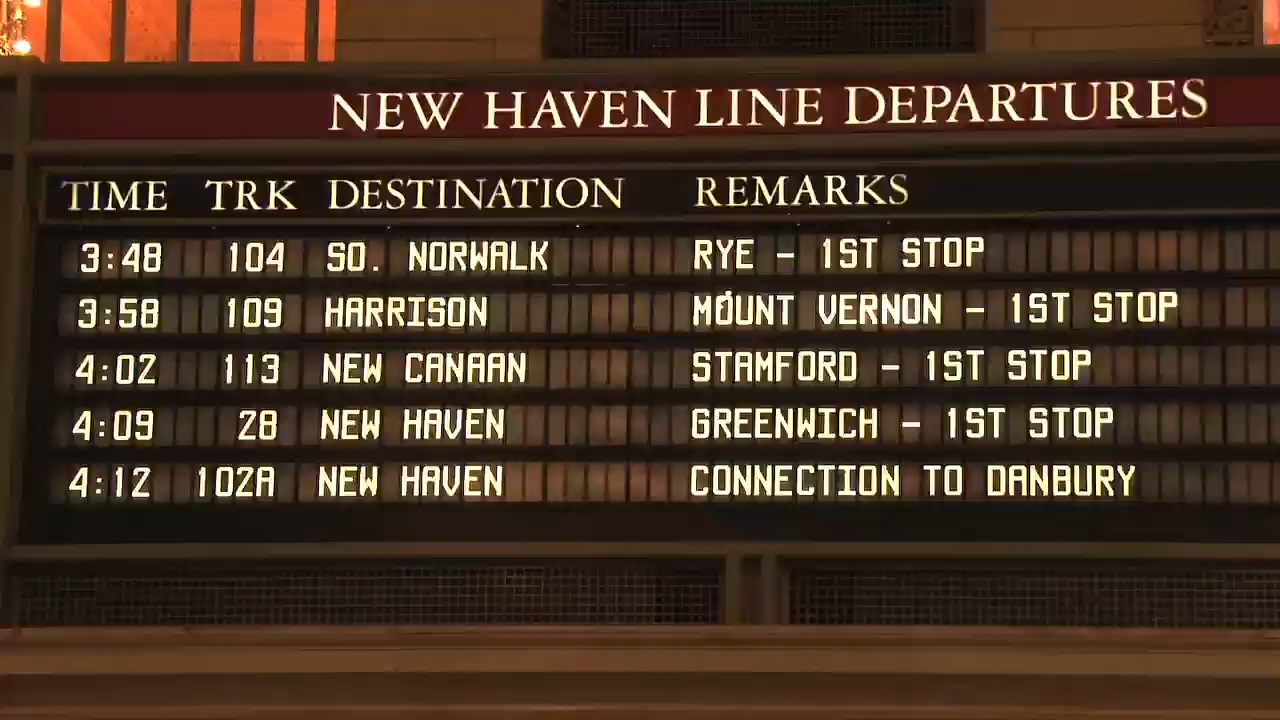 NEW HAVEN LINE DEPARTURES
TIME TRK DESTINATION REMARKS
3:48 104 SO. NORWALK RYE - 1ST STOP
3:58 109 HARRISON MOUNT VERNON - 1ST STOP
4:02 113 NEW CANAAN STAMFORD - 1ST STOP
4:09 28 NEW HAVEN GREENWICH - 1ST STOP
4:12 102A NEW HAVEN CONNECTION TO DANBURY